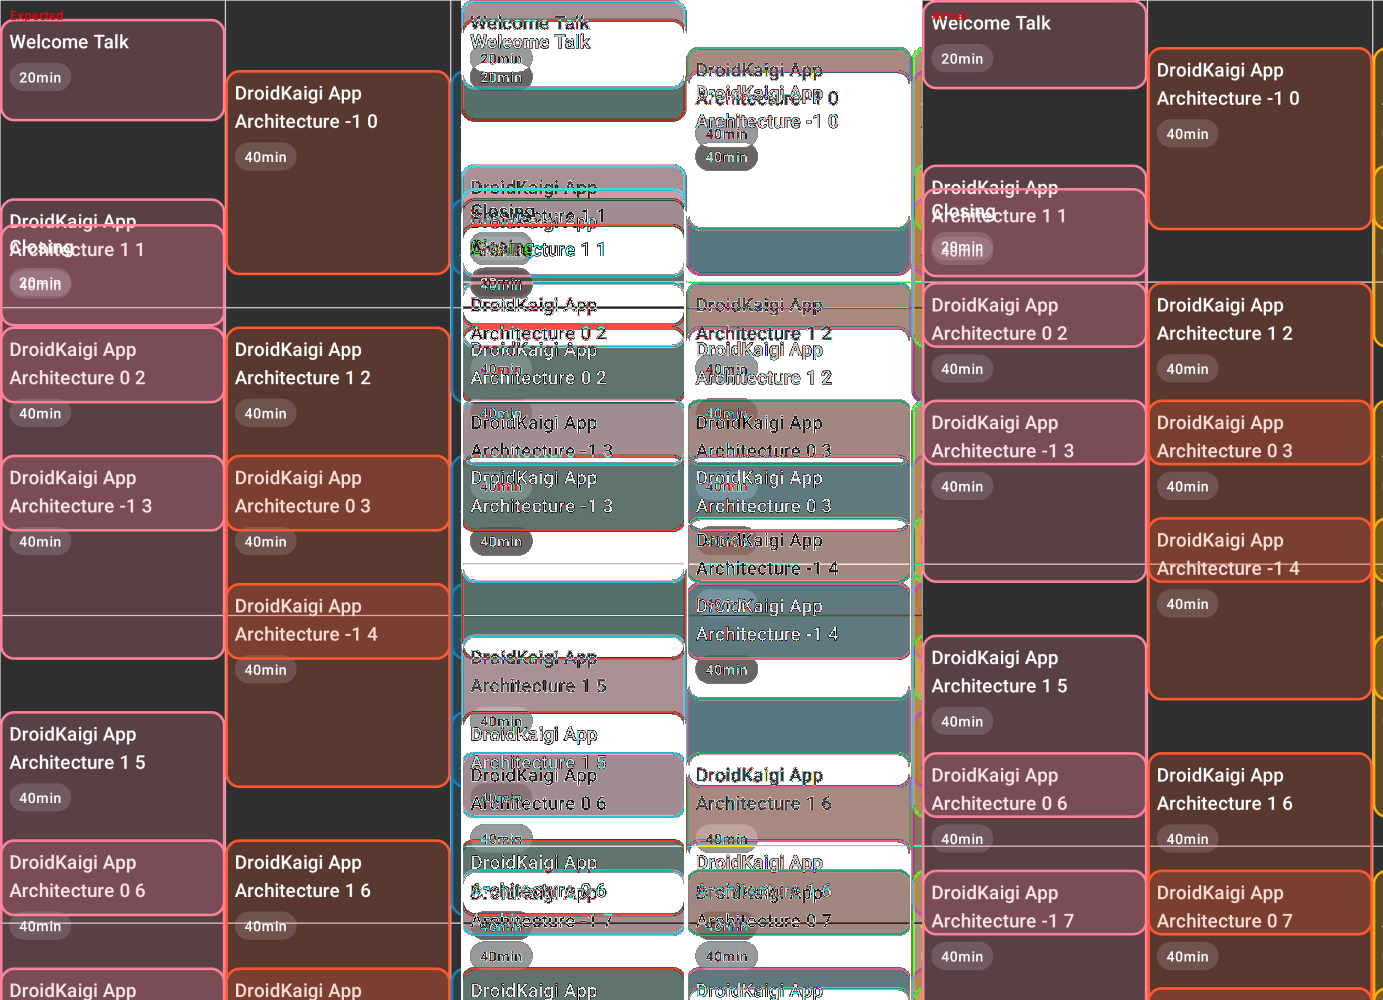 Expected
Welcome Talk
20min
DroidKaigi App
Architecture -1 0
40min
DroidKaigi App
Architecture 1 1
Closing
20min
DroidKaigi App
Architecture 0 2
40min
DroidKaigi App
Architecture 1 2
40min
DroidKaigi App
Architecture -1 3
40min
DroidKaigi App
Architecture 0 3
40min
DroidKaigi App
Architecture -1 4
40min
DroidKaigi App
Architecture 1 5
40min
DroidKaigi App
Architecture 0 6
40min
DroidKaigi App
Architecture 1 6
40min
DroidKaigi App
DroidKaigi App
Welcome Talk
Welcome Talk
20min
20min
DroidKaigi App
Architecture -1 0
DroidKaigi App
Architecture -1 0
40min
40min
DroidKaigi App
Architecture 1 1
Closing
Architecture 1 1
DroidKaigi App
Architecture 0 2
DroidKaigi App
Architecture 0 2
DroidKaigi App
Architecture 1 2
DroidKaigi App
Architecture 1 2
40min
DroidKaigi App
Architecture -1 3
DroidKaigi App
Architecture -1 3
40min
DroidKaigi App
Architecture 0 3
DroidKaigi App
Architecture 0 3
DroidKaigi App
Architecture -1 4
DroidKaigi App
Architecture -1 4
40min
DroidKaigi App
Architecture 1 5
40min
DroidKaigi App
Architecture 1 5
DroidKaigi App
Architecture 0 6
40min
DroidKaigi App
Architecture 0 6
Architecture -1 7
40min
DroidKaigi App
Architecture 1 6
40min
DroidKaigi App
DroidKaigi App
Architecture 0 7
40min
DroidKaigi App
DroidKaigi App
Welcome Talk
20min
DroidKaigi App
Architecture -1 0
40min
DroidKaigi App
Architecture 1 1
Closing
20min
DroidKaigi App
Architecture 0 2
40min
DroidKaigi App
Architecture 1 2
40min
DroidKaigi App
Architecture -1 3
40min
DroidKaigi App
Architecture 0 3
40min
DroidKaigi App
Architecture -1 4
40min
DroidKaigi App
Architecture 1 5
40min
DroidKaigi App
Architecture 0 6
40min
DroidKaigi App
Architecture 1 6
40min
DroidKaigi App
Architecture -1 7
40min
DroidKaigi App
Architecture 0 7
40min